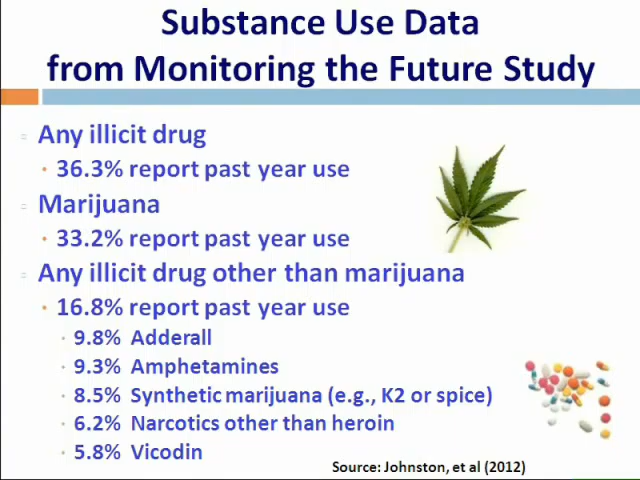 Substance Use Data
from Monitoring the Future Study
Any illicit drug
• 36.3% report past year use
Marijuana
• 33.2% report past year use
Any illicit drug other than marijuana
• 16.8% report past year use
• 9.8% Adderall
• 9.3% Amphetamines
• 8.5% Synthetic marijuana (e.g., K2 or spice)
• 6.2% Narcotics other than heroin
• 5.8% Vicodin
Source: Johnston, et al (2012)